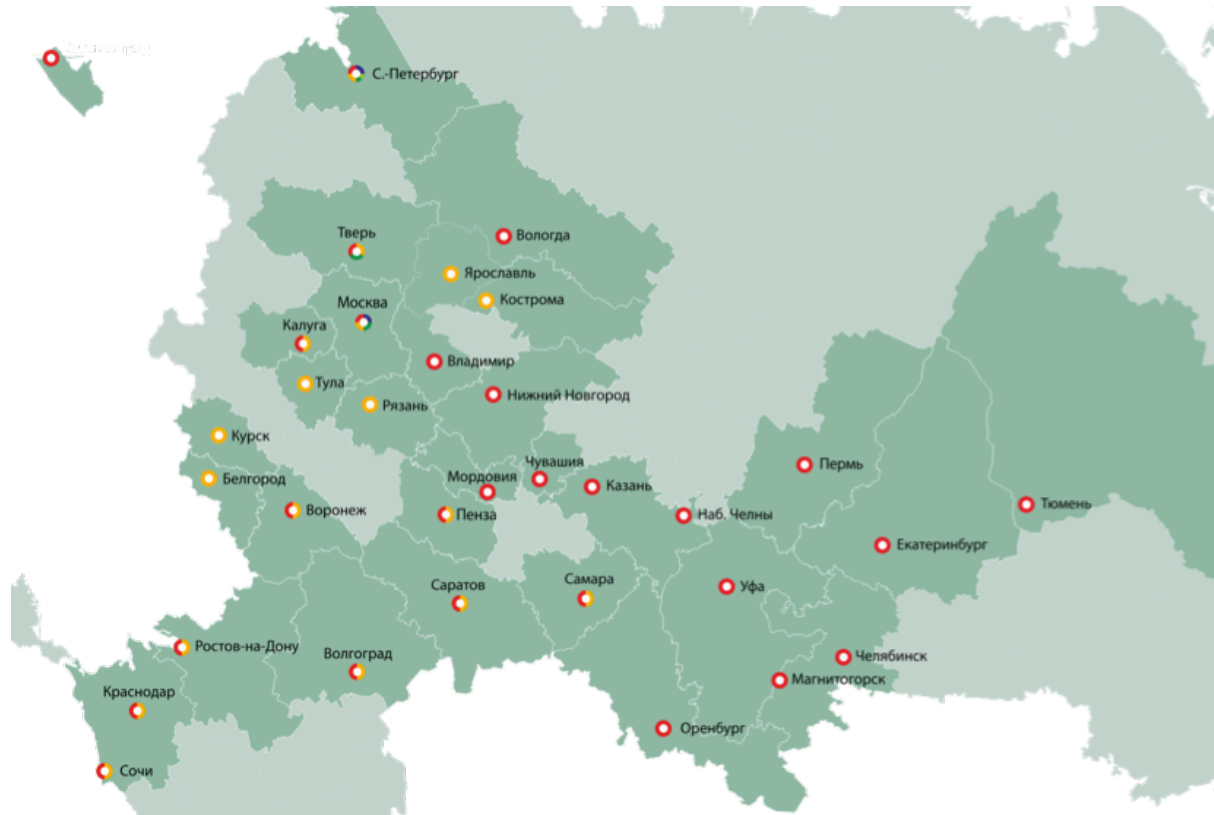 С.-Петербург
Тверь
Вологда
Ярославль
Кострома
Москва
Калуга
Владимир
Тула
Рязань
Нижний Новгород
Курск
Белгород
Воронеж
Чувашия
Мордовия
Казань
Пенза
Пермь
Наб. Челны
Тюмень
Екатеринбург
Саратов
Самара
Уфа
Ростов-на-Дону
Волгоград
Челябинск
Магнитогорск
Краснодар
Оренбург
Сочи